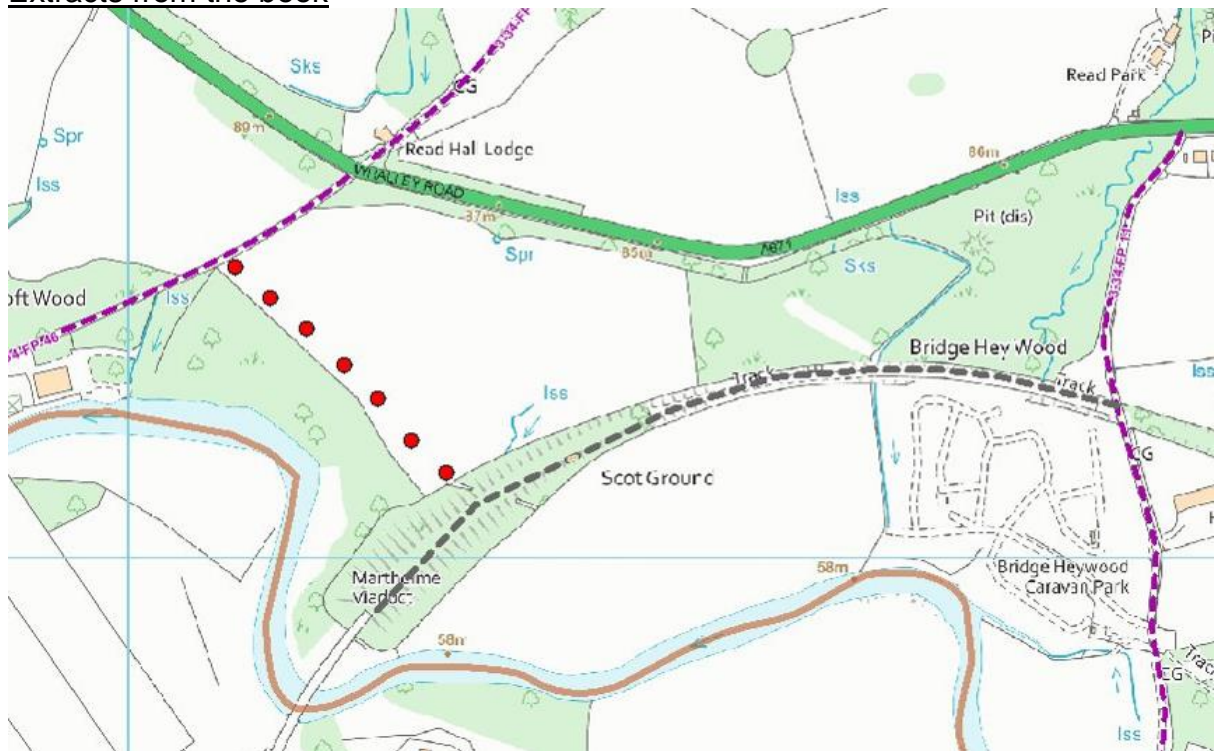 Extracts from the book
Sks
CG
Pi
Read Park
Spr
89m
Read Hall Lodge
WHALLEY ROAD
86m
Iss
87m
Iss
Pit (dis)
Spr
85m
A671
Sks
oft Wood
Iss
Bridge Hey Wood
Iss
Track
Track
Iss
CG
Scot Ground
Martholme
Viaduct
58m
Bridge Heywood
Caravan Park
58m
Track
CG
Iss
Iss